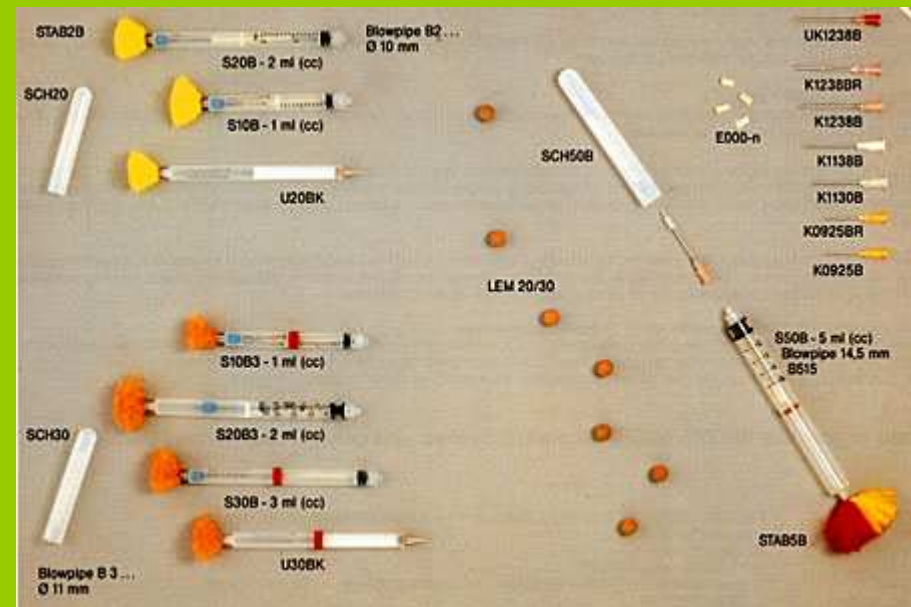 STAB2B
Blowpipe B2 ...
Ø 10 mm
S20B - 2 ml (cc)
SCH20
S10B - 1 ml (cc)
U20BK
SCH50B
E000-n
UK1238B
K1238BR
K1238B
K1138B
K1130B
K0925BR
K0925B
LEM 20/30
S10B3 - 1 ml (cc)
S20B3 - 2 ml (cc)
SCH30
S30B - 3 ml (cc)
U30BK
Blowpipe B 3 ...
Ø 11 mm
S50B - 5 ml (cc)
Blowpipe 14,5 mm
B515
STAB5B